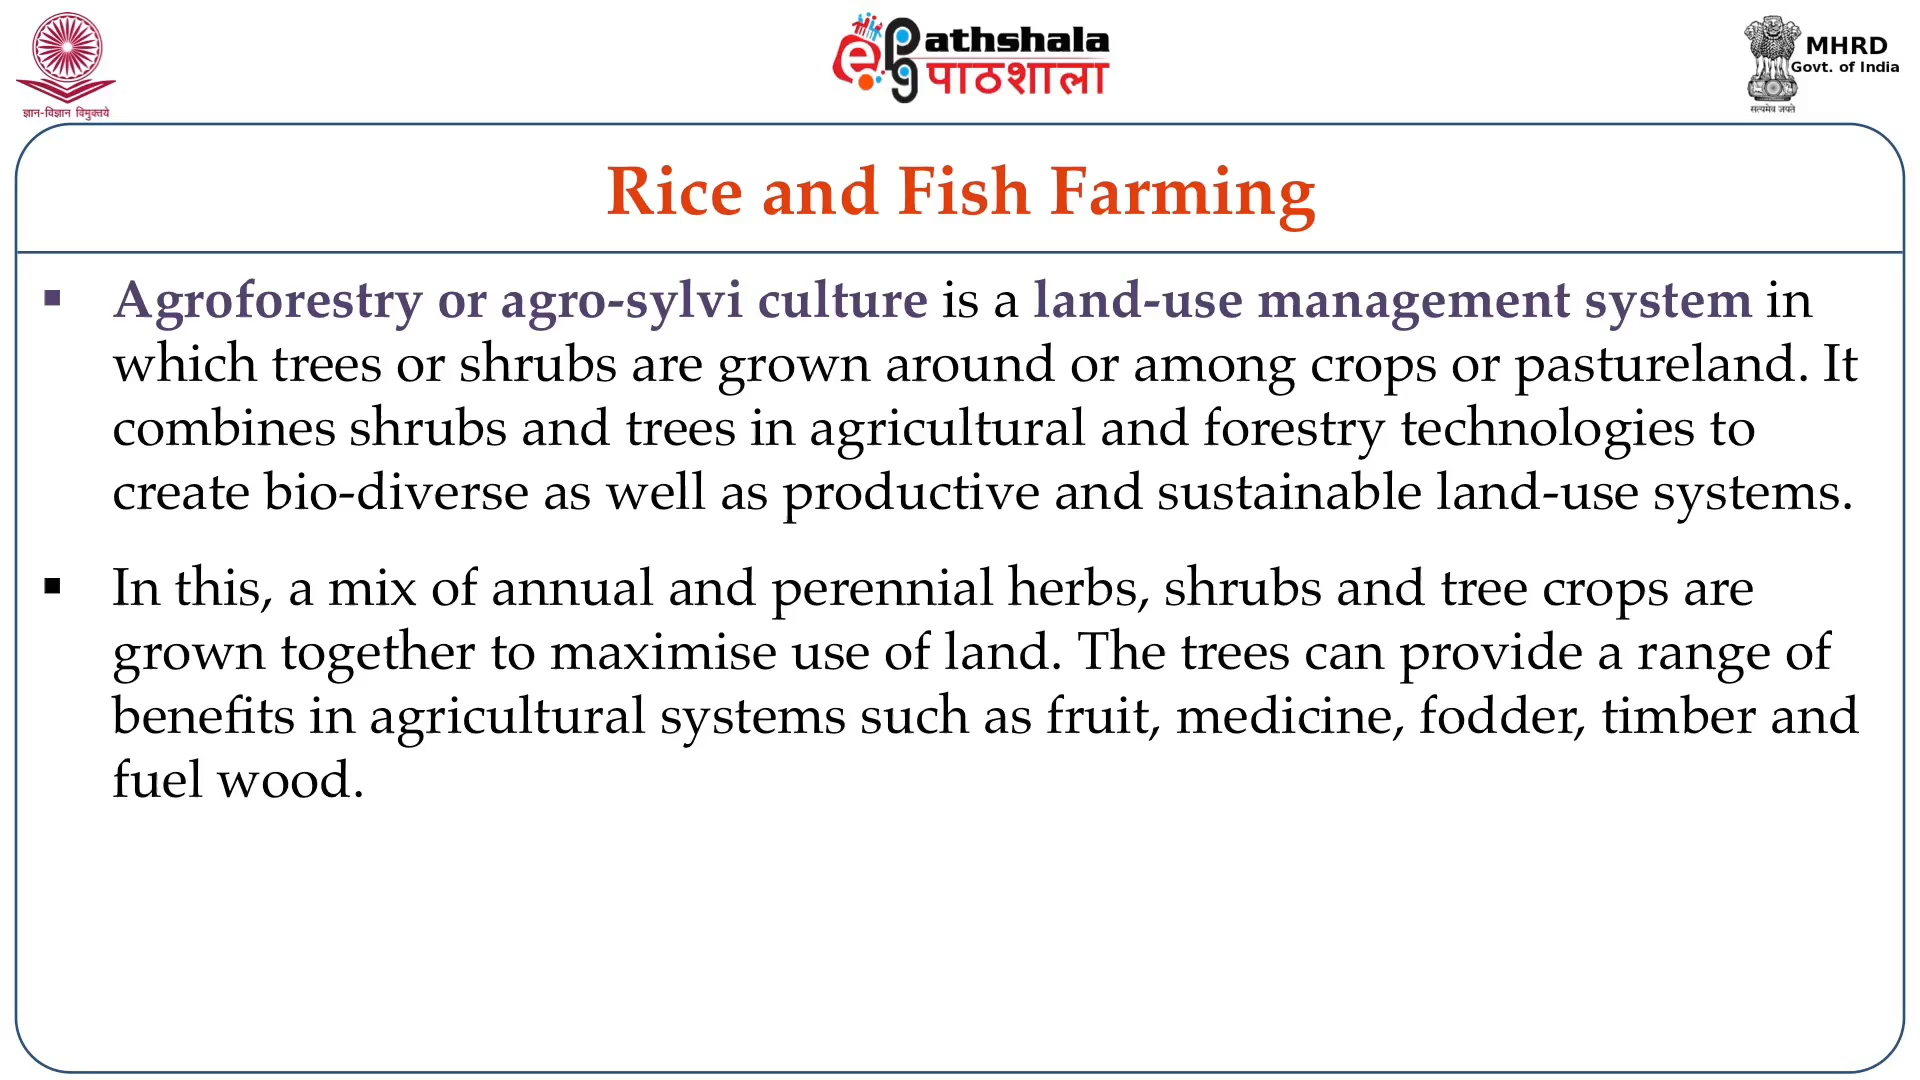 ज्ञान-विज्ञान विमुक्तये
ePg Pathshala
पाठशाला
MHRD
Govt. of India
सत्यमेव जयते
Rice and Fish Farming
▪ Agroforestry or agro-sylvi culture is a land-use management system in
which trees or shrubs are grown around or among crops or pastureland. It
combines shrubs and trees in agricultural and forestry technologies to
create bio-diverse as well as productive and sustainable land-use systems.
▪ In this, a mix of annual and perennial herbs, shrubs and tree crops are
grown together to maximise use of land. The trees can provide a range of
benefits in agricultural systems such as fruit, medicine, fodder, timber and
fuel wood.